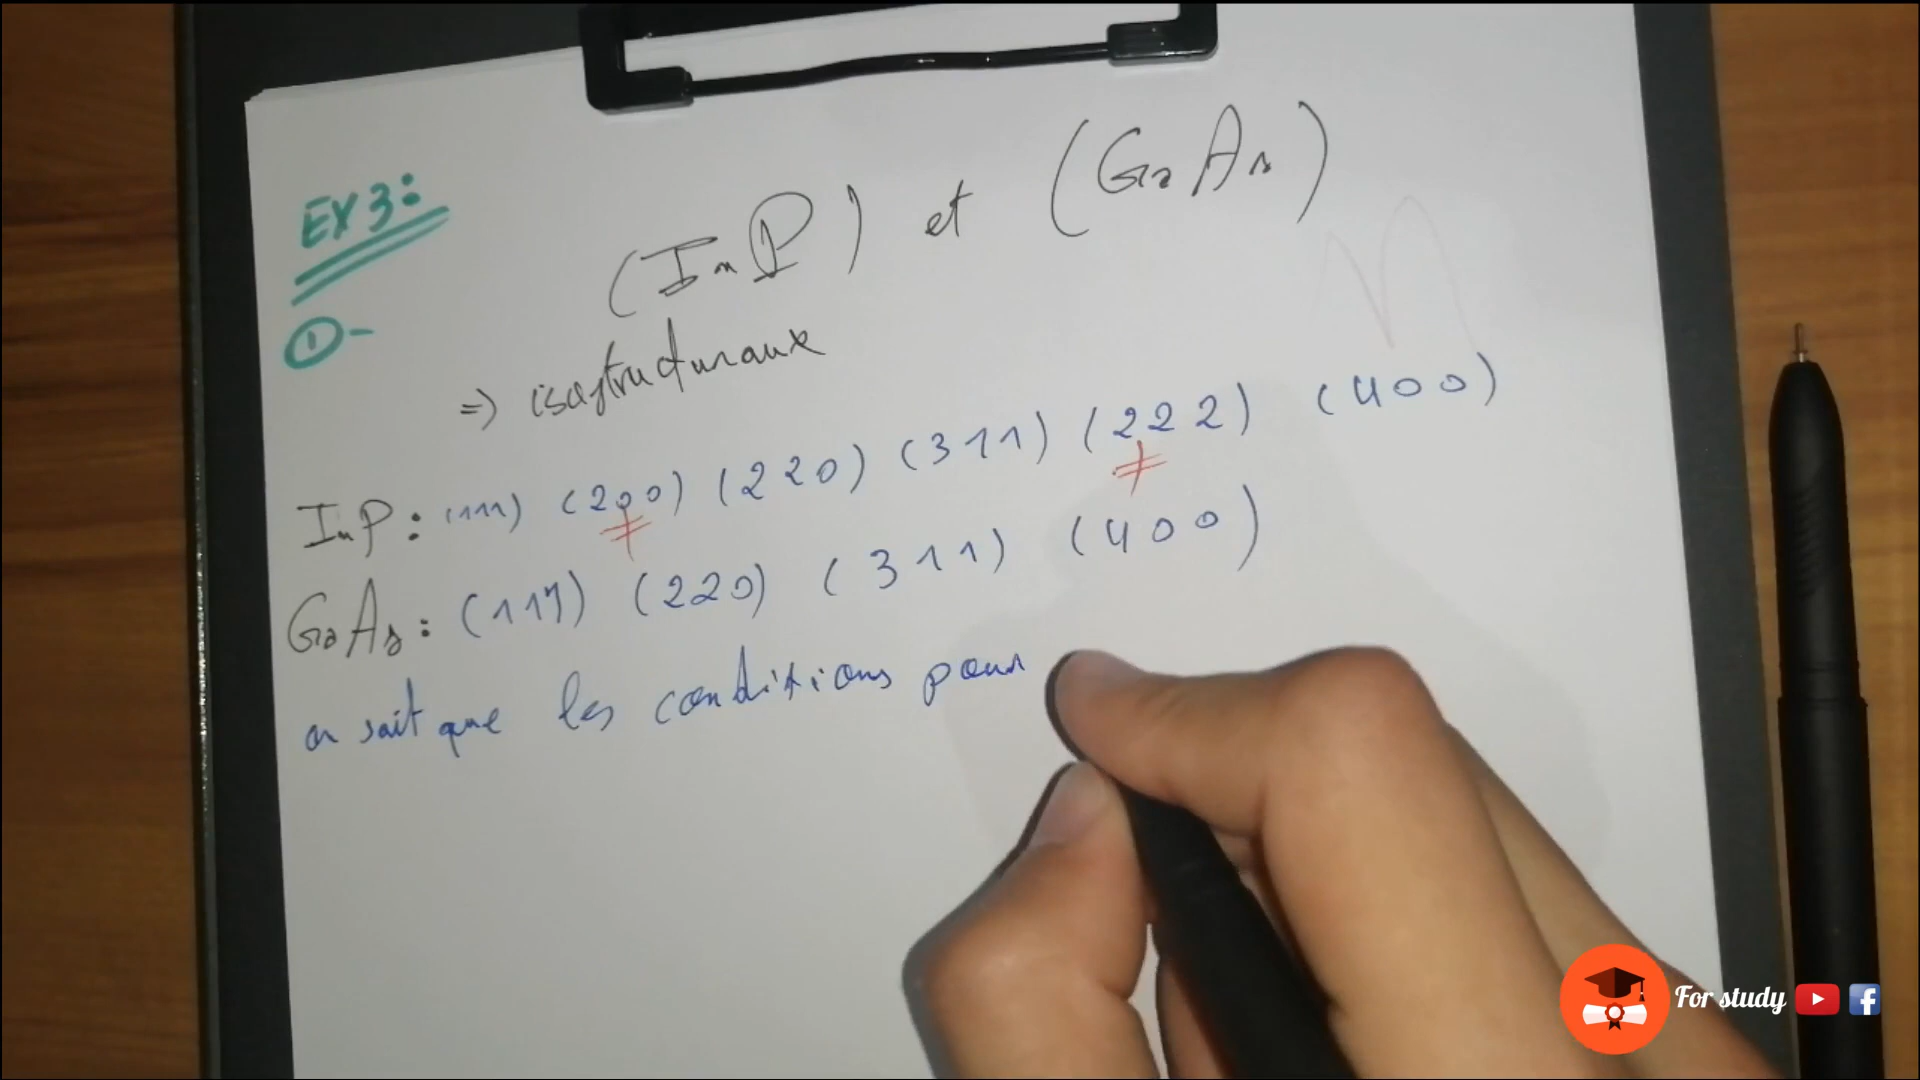 EX3:
(InP) et (GaAs)
①-
=) isostructuraux
InP: (111) (200) (220) (311) (222) (400)
≠ ≠
GaAs: (111) (220) (311) (400)
on sait que les conditions pour
For study